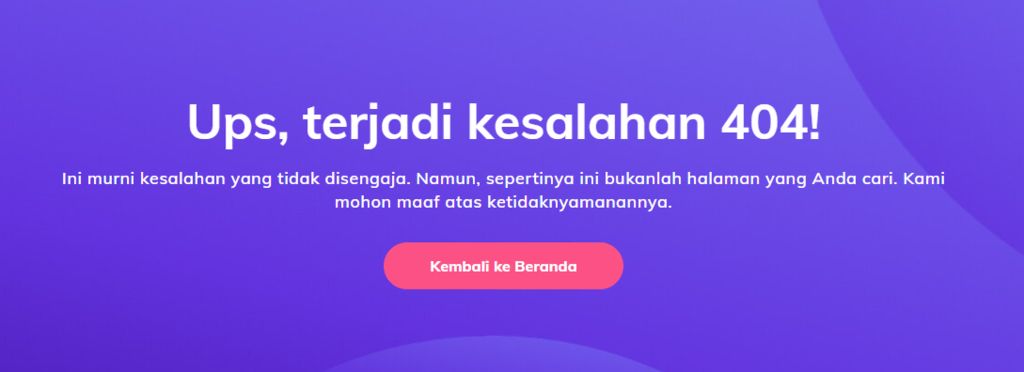 Ups, terjadi kesalahan 404!
Ini murni kesalahan yang tidak disengaja. Namun, sepertinya ini bukanlah halaman yang Anda cari. Kami
mohon maaf atas ketidaknyamanannya.
Kembali ke Beranda